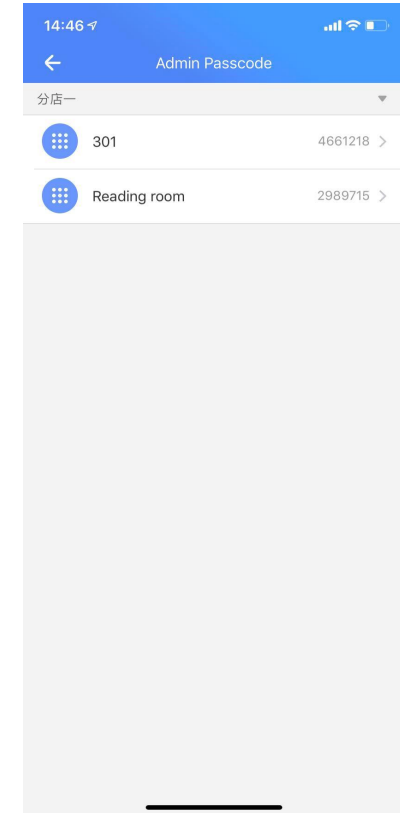 14:46
Admin Passcode
分店一
301 4661218
Reading room 2989715